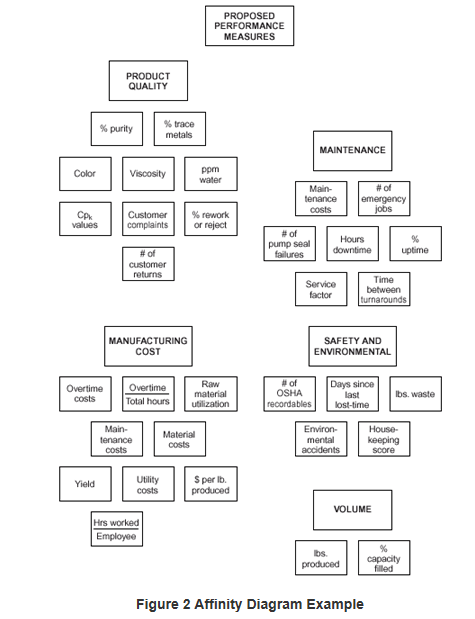 PROPOSED
PERFORMANCE
MEASURES
PRODUCT
QUALITY
% purity
% trace
metals
Color
Viscosity
ppm
water
Cpk
values
Customer
complaints
% rework
or reject
# of
customer
returns
MAINTENANCE
Main-
tenance
costs
# of
emergency
jobs
# of
pump seal
failures
Hours
downtime
%
uptime
Service
factor
Time
between
turnarounds
MANUFACTURING
COST
Overtime
costs
Overtime
Total hours
Raw
material
utilization
Main-
tenance
costs
Material
costs
Yield
Utility
costs
$ per lb.
produced
Hrs worked
Employee
SAFETY AND
ENVIRONMENTAL
# of
OSHA
recordables
Days since
last
lost-time
lbs. waste
Environ-
mental
accidents
House-
keeping
score
VOLUME
lbs.
produced
%
capacity
filled
Figure 2 Affinity Diagram Example